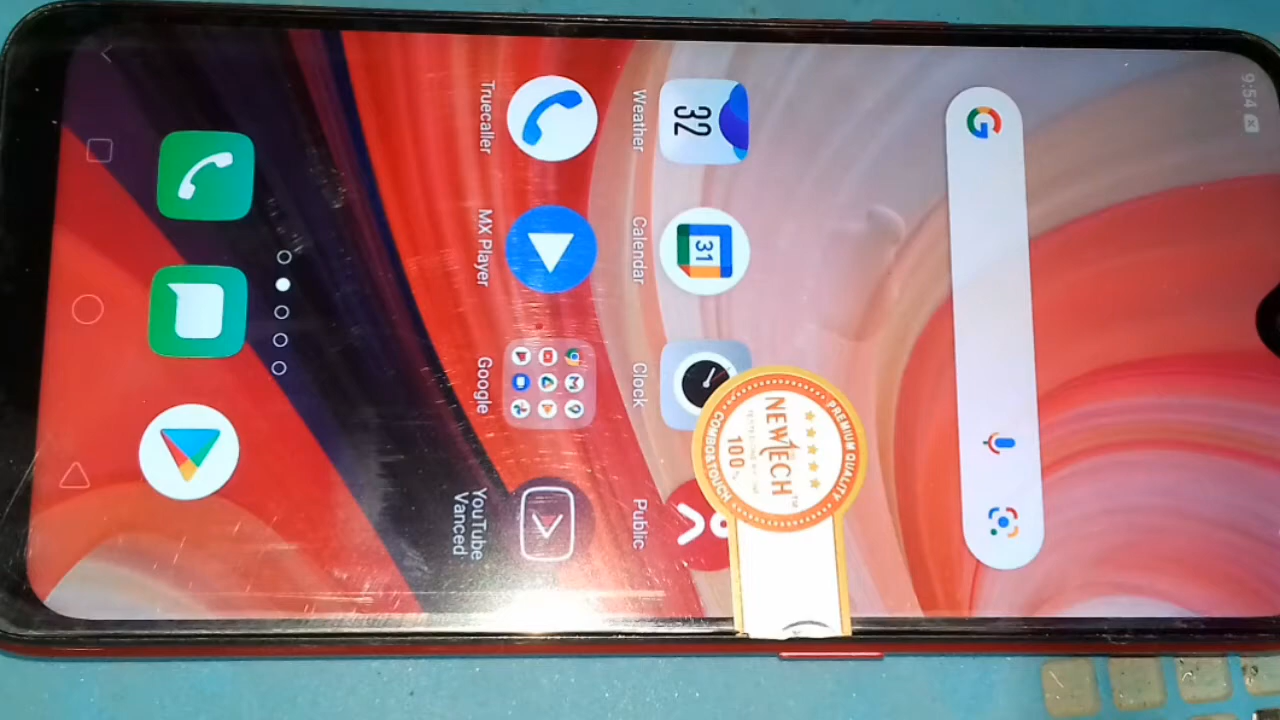 9:54
32
Weather
31
Calendar
Clock
Public
Truecaller
MX Player
Google
YouTube
Vanced
PREMIUM QUALITY
NEWTECH™
100%
COMBO&TOUCH